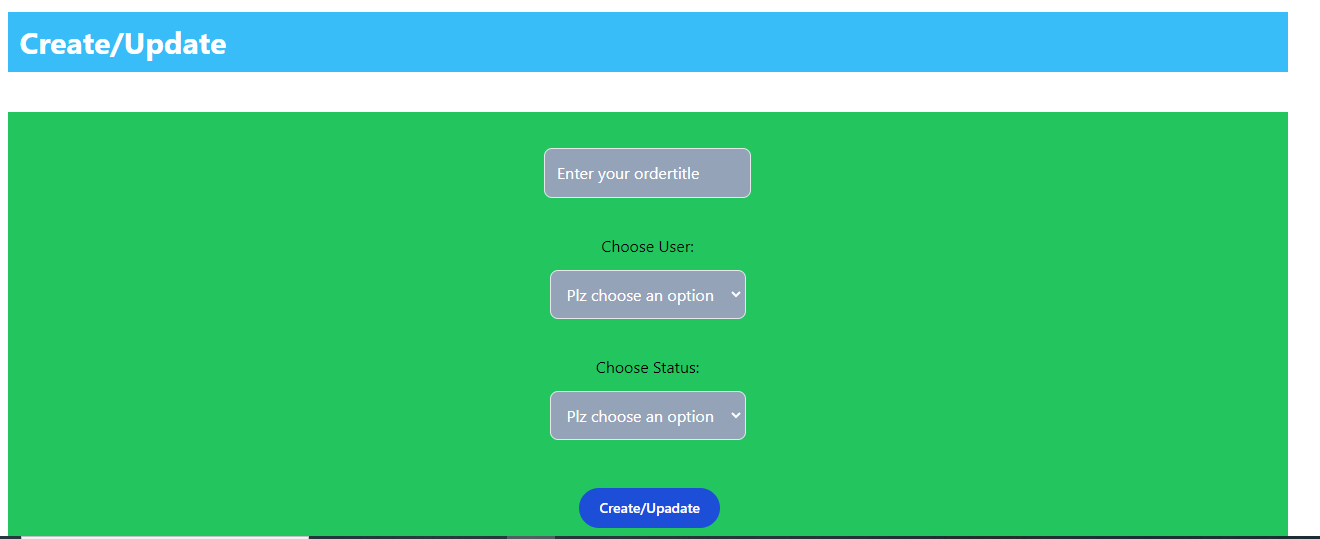 Create/Update
Enter your ordertitle
Choose User:
Plz choose an option
Choose Status:
Plz choose an option
Create/Upadate